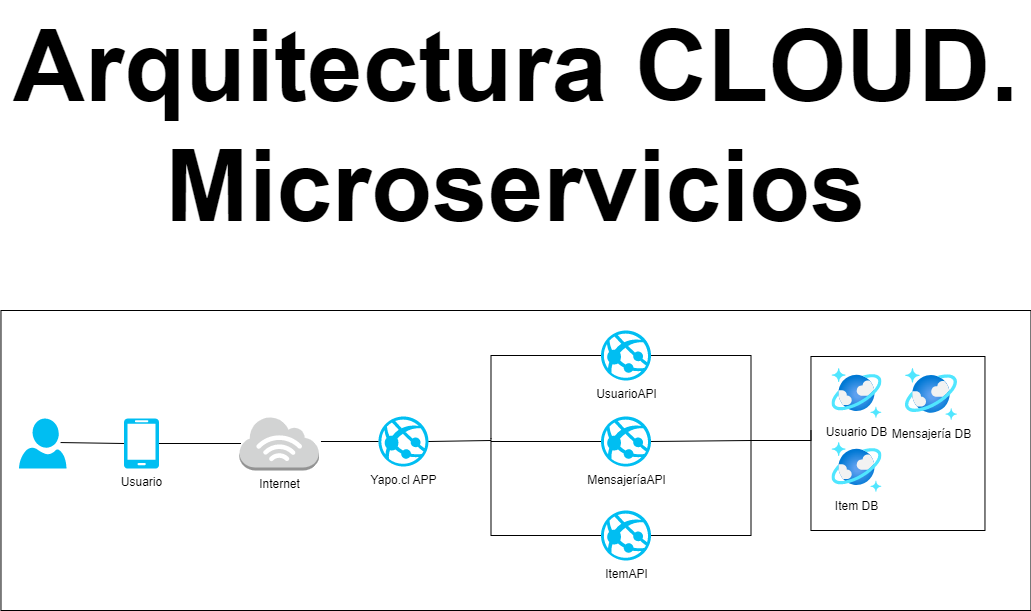 Arquitectura CLOUD.
Microservicios
UsuarioAPI
Usuario DB
Mensajería DB
Usuario
Internet
Yapo.cl APP
MensajeríaAPI
Item DB
ItemAPI